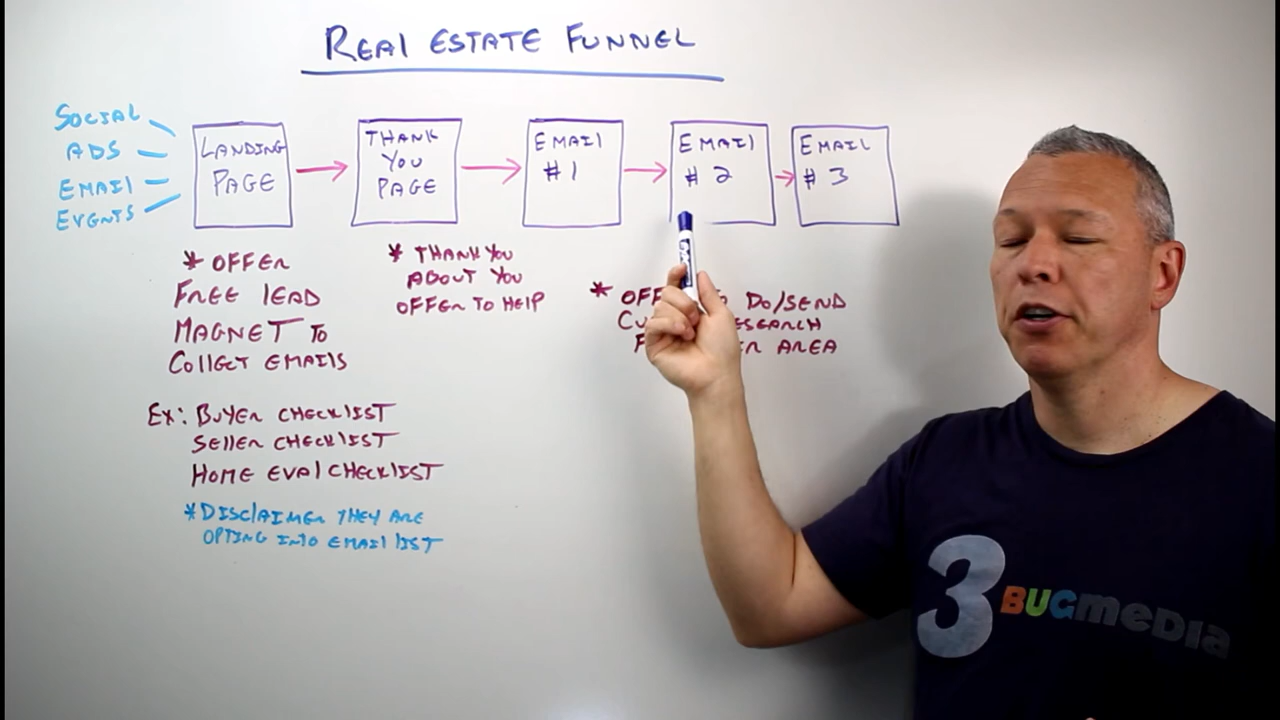 REAL ESTATE FUNNEL
SOCIAL
ADS
EMAIL
EVENTS
LANDING
PAGE
THANK
YOU
PAGE
EMAIL
#1
EMAIL
#2
EMAIL
#3
* OFFER
FREE LEAD
MAGNET TO
COLLECT EMAILS
EX: BUYER CHECKLIST
SELLER CHECKLIST
HOME EVAL CHECKLIST
*DISCLAIMER THEY ARE
OPTING INTO EMAIL LIST
* THANK YOU
ABOUT YOU
OFFER TO HELP
* DO/SEND
AREA
3 BUGmedia